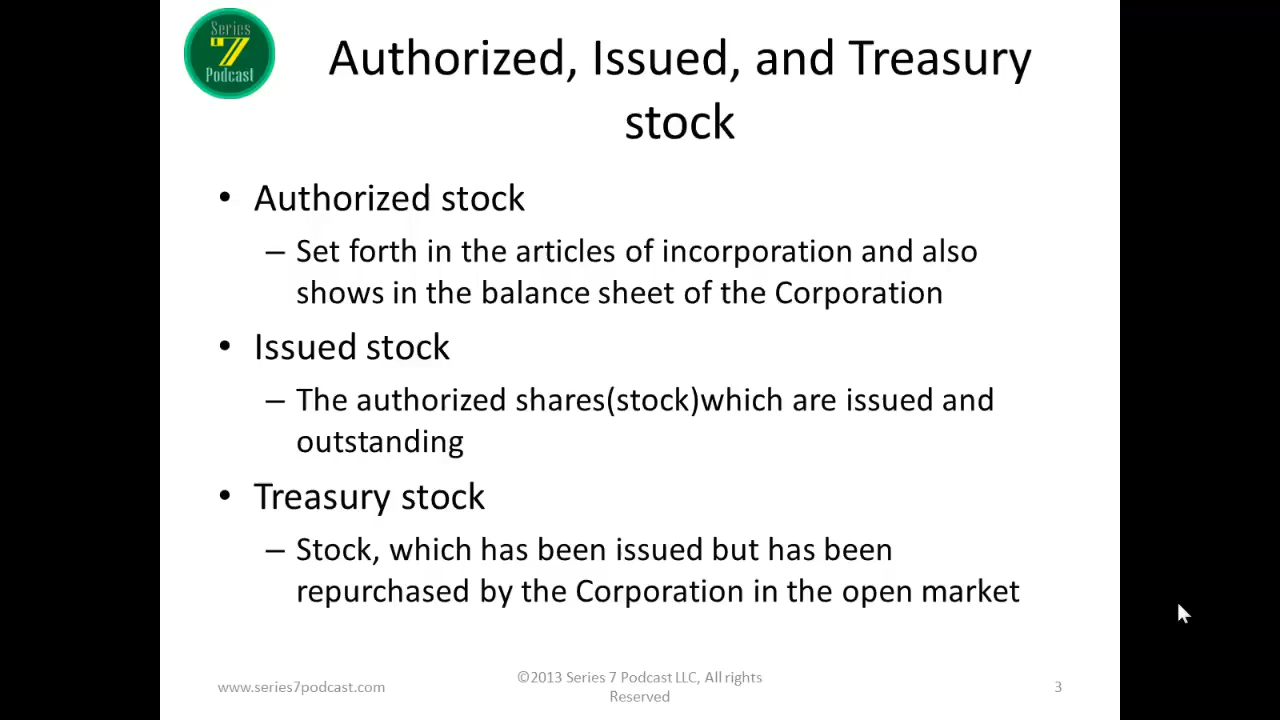 Series
7
Podcast
Authorized, Issued, and Treasury
stock
• Authorized stock
– Set forth in the articles of incorporation and also
shows in the balance sheet of the Corporation
• Issued stock
– The authorized shares(stock)which are issued and
outstanding
• Treasury stock
– Stock, which has been issued but has been
repurchased by the Corporation in the open market
www.series7podcast.com
©2013 Series 7 Podcast LLC, All rights
Reserved
3